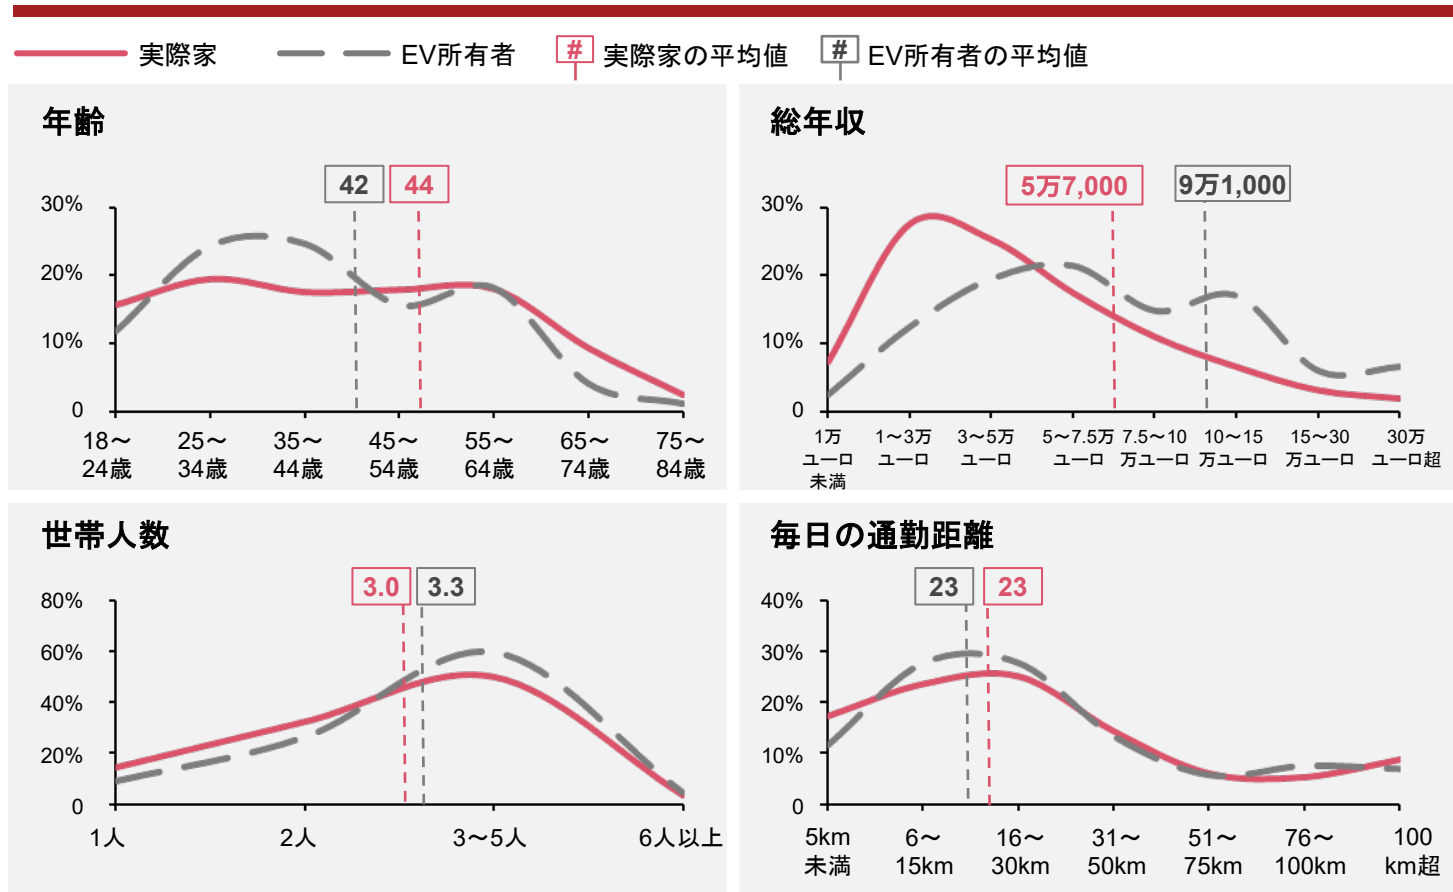 実際家
EV所有者
# 実際家の平均値
# EV所有者の平均値
年齢
42
44
30%
20%
10%
0
18～
24歳
25～
34歳
35～
44歳
45～
54歳
55～
64歳
65～
74歳
75～
84歳
総年収
5万7,000
9万1,000
30%
20%
10%
0
1万
ユーロ
未満
1～3万
ユーロ
3～5万
ユーロ
5～7.5万
ユーロ
7.5～10
万ユーロ
10～15
万ユーロ
15～30
万ユーロ
30万
ユーロ超
世帯人数
3.0
3.3
80%
60%
40%
20%
0
1人
2人
3～5人
6人以上
毎日の通勤距離
23
23
40%
30%
20%
10%
0
5km
未満
6～
15km
16～
30km
31～
50km
51～
75km
76～
100km
100
km超